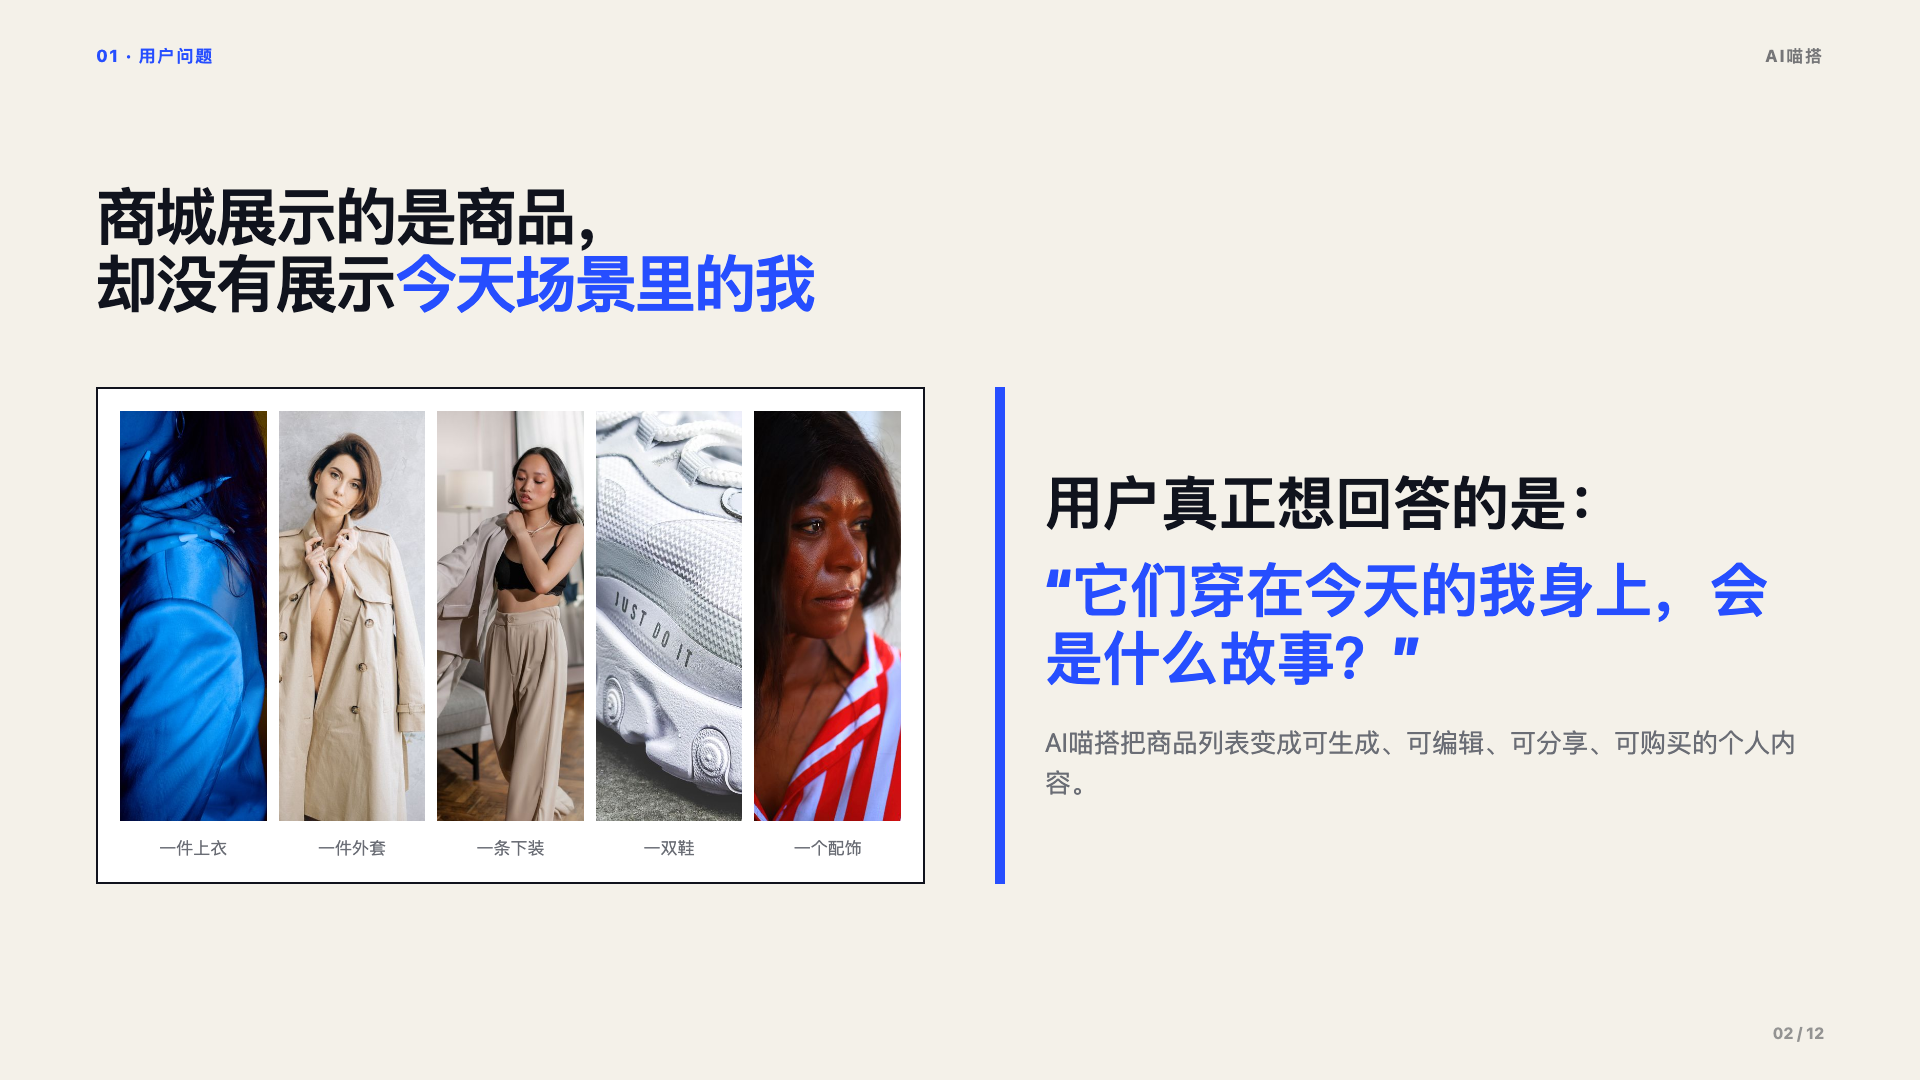 01 · 用户问题
AI喵搭
商城展示的是商品，
却没有展示今天场景里的我
JUST DO IT
一件上衣
一件外套
一条下装
一双鞋
一个配饰
用户真正想回答的是：
“它们穿在今天的我身上，会
是什么故事？”
AI喵搭把商品列表变成可生成、可编辑、可分享、可购买的个人内
容。
02 / 12